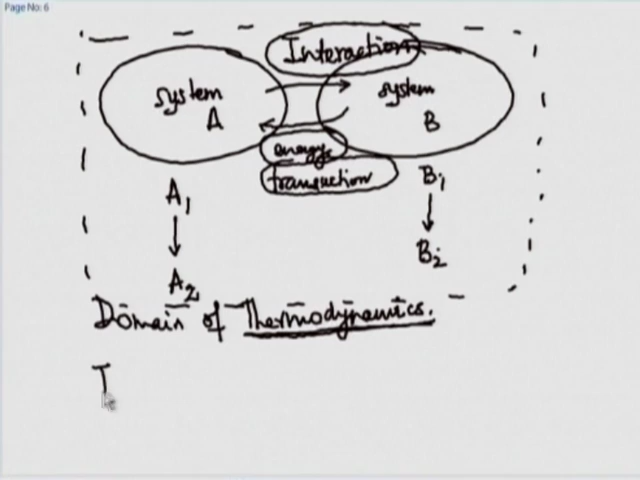 Page No: 6
Interaction
system
A
system
B
energy
transaction
A1
B1
A2
B2
Domain of Thermodynamics.
T